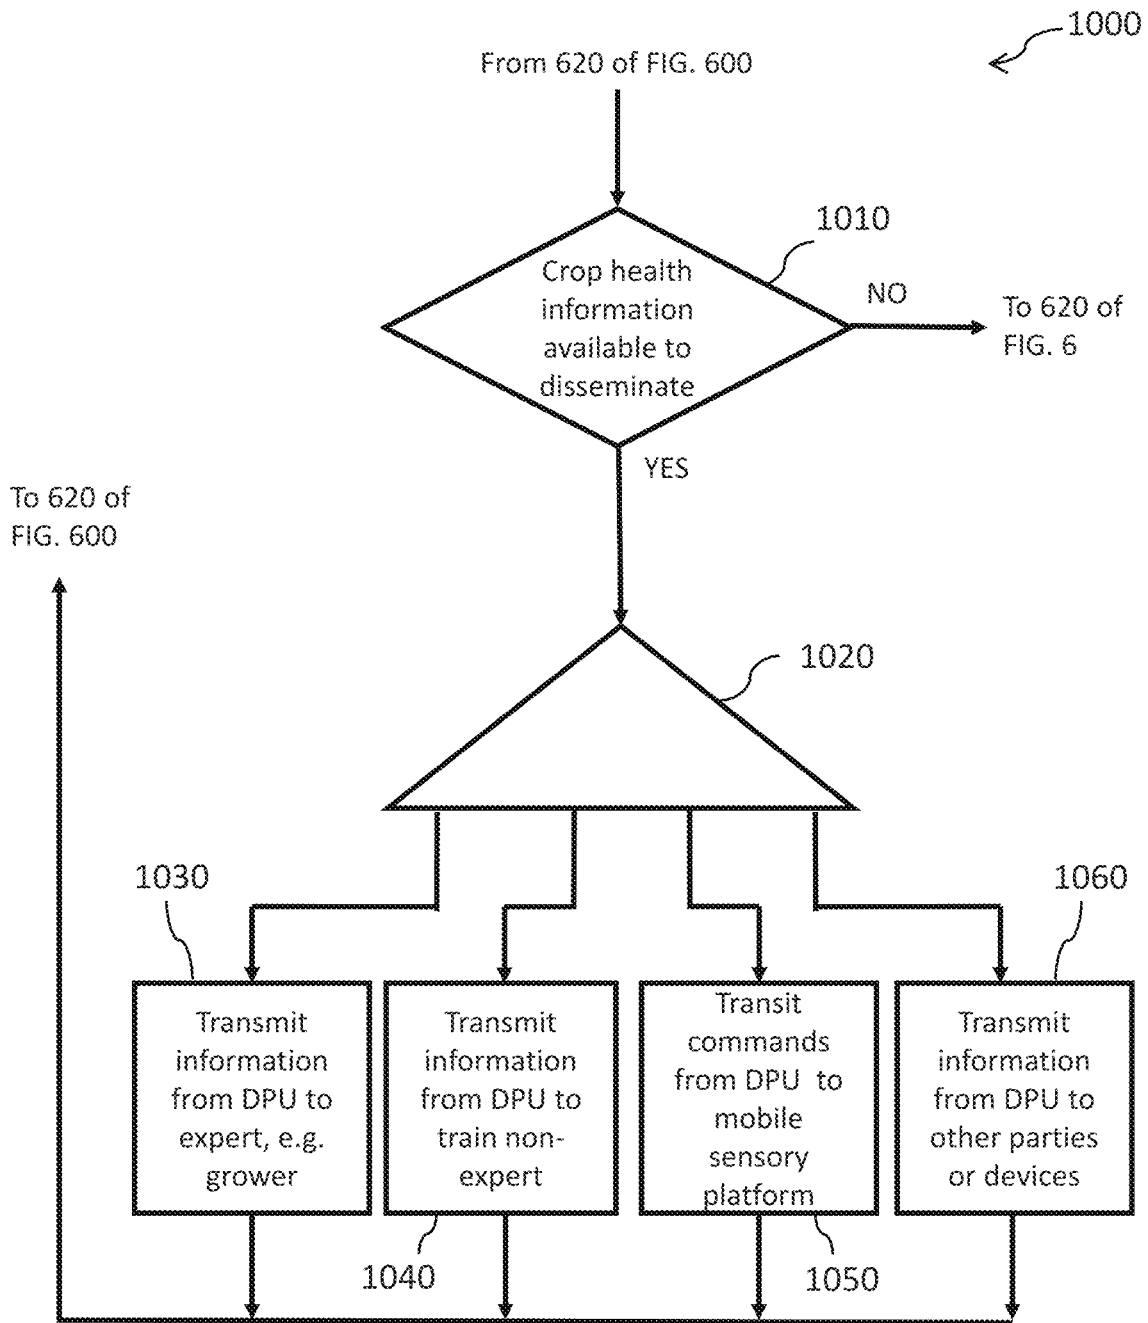 1000
From 620 of FIG. 600
1010
Crop health
information
available to
disseminate
NO
To 620 of
FIG. 6
YES
To 620 of
FIG. 600
1020
1030
1060
Transmit
information
from DPU to
expert, e.g.
grower
Transmit
information
from DPU to
train non-
expert
Transit
commands
from DPU to
mobile
sensory
platform
Transmit
information
from DPU to
other parties
or devices
1040
1050